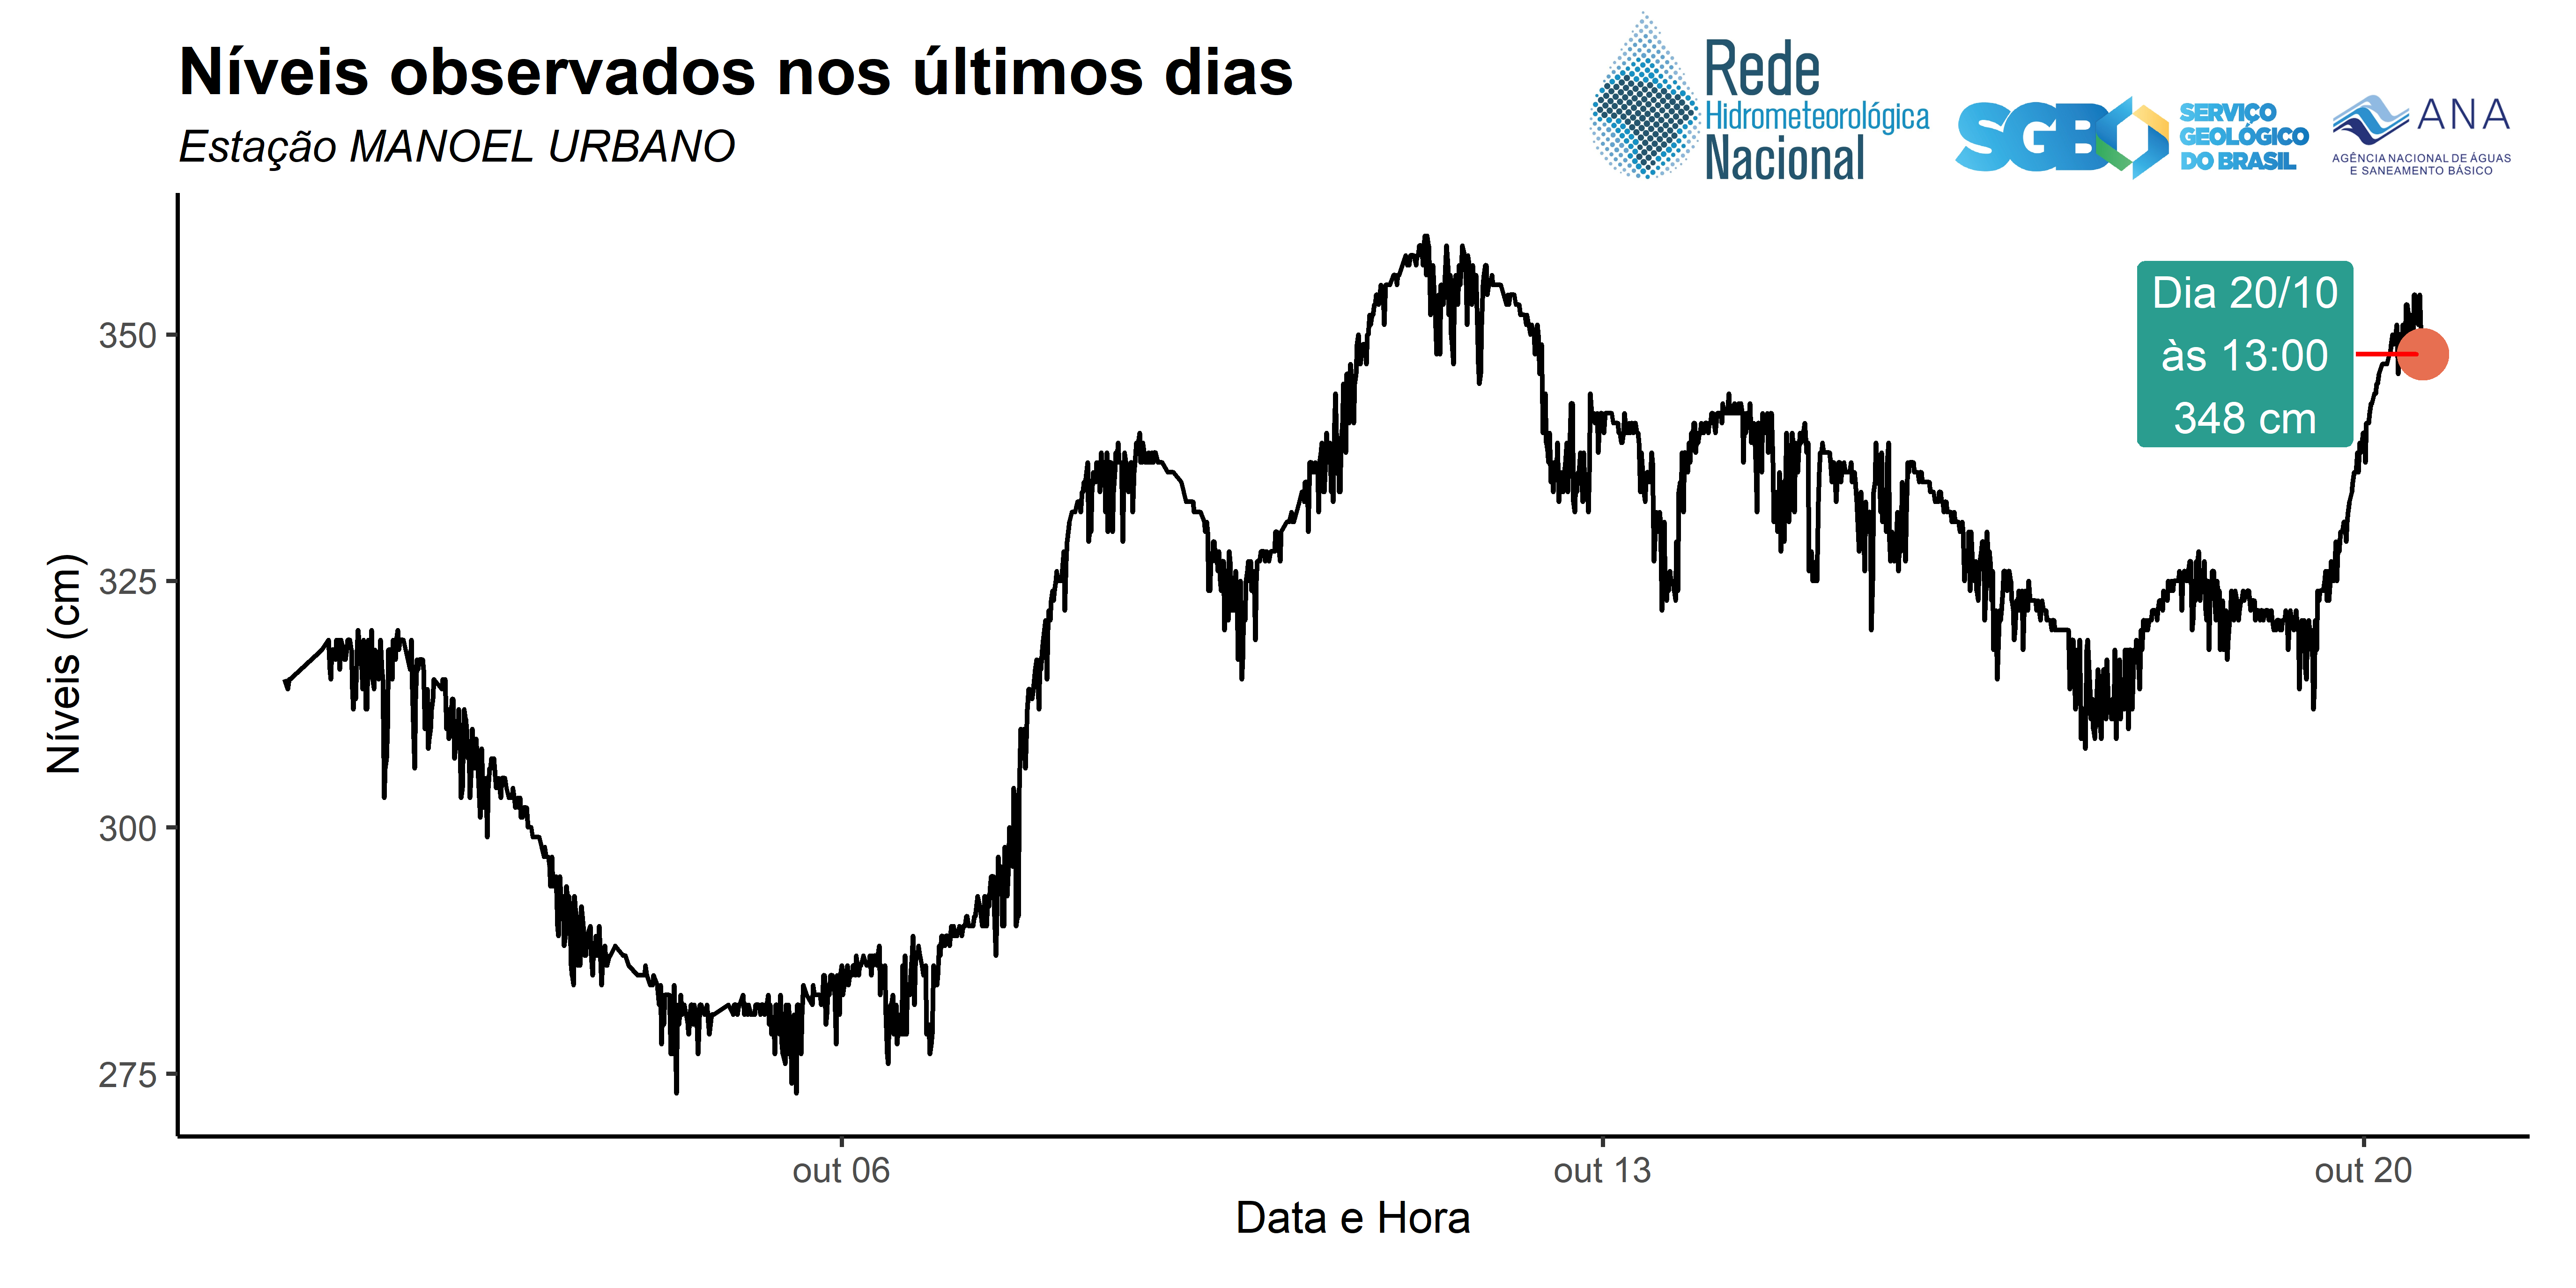 Níveis observados nos últimos dias
Estação MANOEL URBANO
Rede
Hidrometeorológica
Nacional
SGB
SERVIÇO
GEOLÓGICO
DO BRASIL
ANA
AGÊNCIA NACIONAL DE ÁGUAS
E SANEAMENTO BÁSICO
Dia 20/10
às 13:00
348 cm
Níveis (cm)
350
325
300
275
out 06
out 13
out 20
Data e Hora